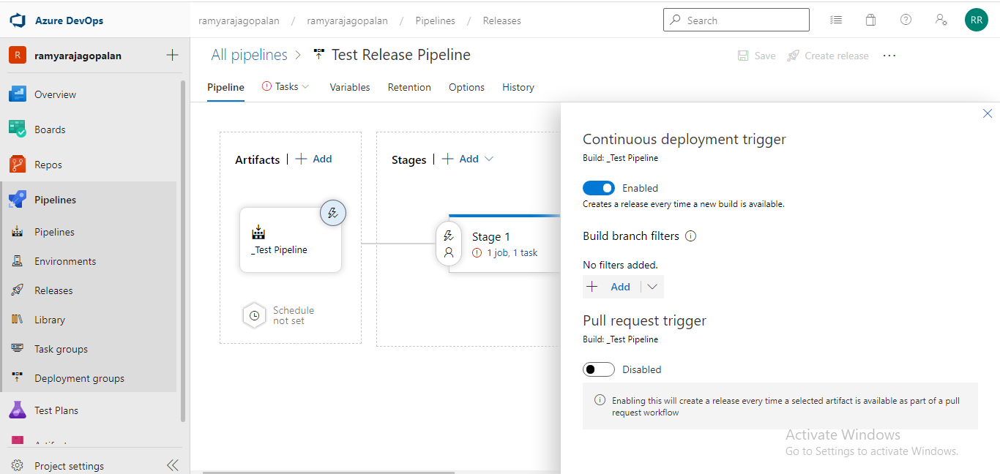 Azure DevOps
ramyarajagopalan / ramyarajagopalan / Pipelines / Releases
Search
RR
R ramyarajagopalan
Overview
Boards
Repos
Pipelines
Pipelines
Environments
Releases
Library
Task groups
Deployment groups
Test Plans
Project settings
All pipelines > Test Release Pipeline
Save
Create release
Pipeline
Tasks
Variables
Retention
Options
History
Artifacts | + Add
_Test Pipeline
Schedule
not set
Stages | + Add
Stage 1
1 job, 1 task
Continuous deployment trigger
Build: _Test Pipeline
Enabled
Creates a release every time a new build is available.
Build branch filters
No filters added.
+ Add
Pull request trigger
Build: _Test Pipeline
Disabled
Enabling this will create a release every time a selected artifact is available as part of a pull
request workflow
Activate Windows
Go to Settings to activate Windows.